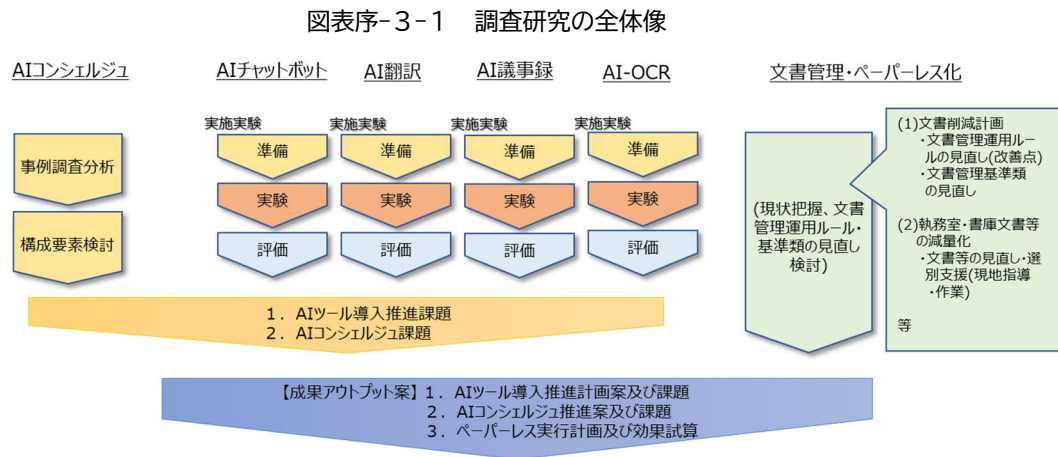 図表序-3-1　調査研究の全体像
AIコンシェルジュ
AIチャットボット
AI翻訳
AI議事録
AI-OCR
文書管理・ペーパーレス化
事例調査分析
構成要素検討
実施実験
準備
実験
評価
実施実験
準備
実験
評価
実施実験
準備
実験
評価
実施実験
準備
実験
評価
(現状把握、文書
管理運用ルール・
基準類の見直し
検討)
(1)文書削減計画
・文書管理運用ルー
ルの見直し(改善点)
・文書管理基準類
の見直し
(2)執務室・書庫文書等
の減量化
・文書等の見直し・選
別支援(現地指導
・作業)
等
1．AIツール導入推進課題
2．AIコンシェルジュ課題
【成果アウトプット案】1．AIツール導入推進計画案及び課題
2．AIコンシェルジュ推進案及び課題
3．ペーパーレス実行計画及び効果試算